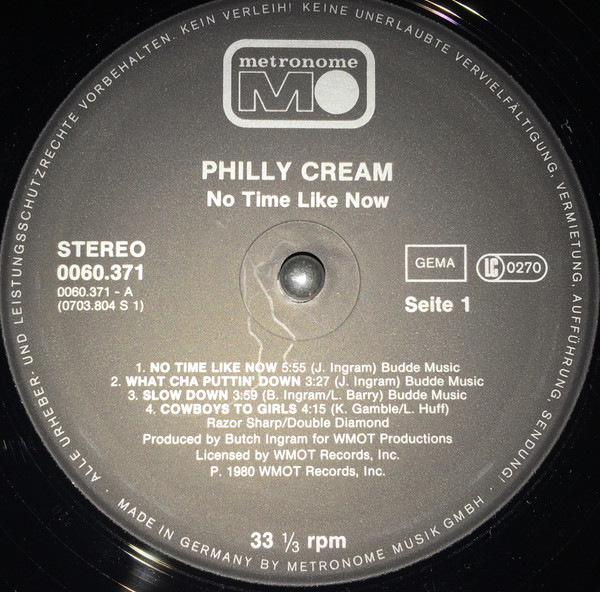 · ALLE URHEBER- UND LEISTUNGSSCHUTZRECHTE VORBEHALTEN. KEIN VERLEIH! KEINE UNERLAUBTE VERVIELFÄLTIGUNG, VERMIETUNG, AUFFÜHRUNG, SENDUNG! ·
metronome
MO
PHILLY CREAM
No Time Like Now
STEREO
0060.371
0060.371 - A
(0703.804 S 1)
GEMA
LC 0270
Seite 1
1. NO TIME LIKE NOW 5:55 (J. Ingram) Budde Music
2. WHAT CHA PUTTIN' DOWN 3:27 (J. Ingram) Budde Music
3. SLOW DOWN 3:59 (B. Ingram/L. Barry) Budde Music
4. COWBOYS TO GIRLS 4:15 (K. Gamble/L. Huff)
Razor Sharp/Double Diamond
Produced by Butch Ingram for WMOT Productions
Licensed by WMOT Records, Inc.
P. 1980 WMOT Records, Inc.
33 1/3 rpm
MADE IN GERMANY BY METRONOME MUSIK GMBH